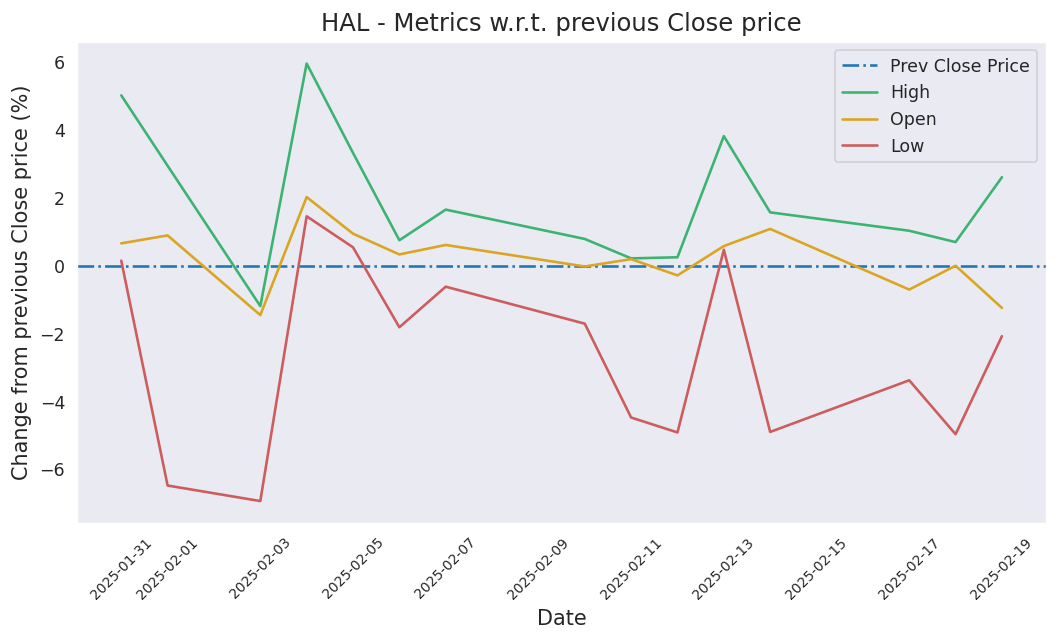 HAL - Metrics w.r.t. previous Close price
Change from previous Close price (%)
6
4
2
0
−2
−4
−6
Prev Close Price
High
Open
Low
2025-01-31
2025-02-01
2025-02-03
2025-02-05
2025-02-07
2025-02-09
2025-02-11
2025-02-13
2025-02-15
2025-02-17
2025-02-19
Date